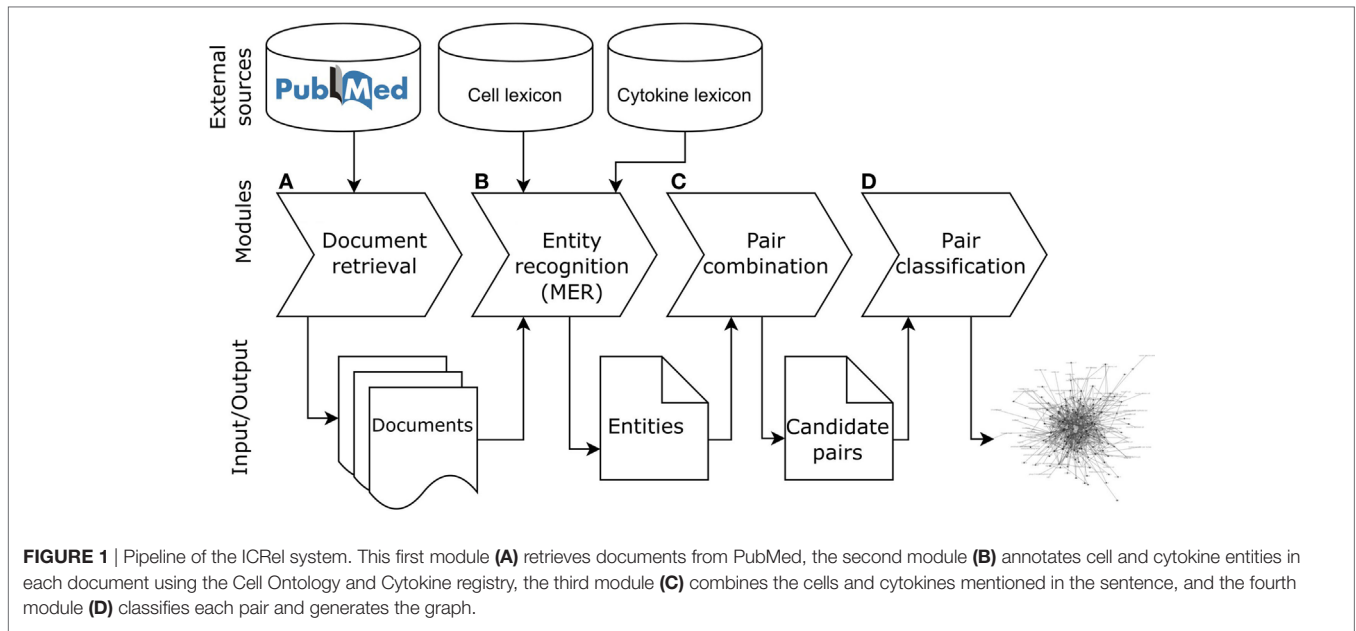 External
sources
PubMed
Cell lexicon
Cytokine lexicon
Modules
A
B
C
D
Document
retrieval
Entity
recognition
(MER)
Pair
combination
Pair
classification
Input/Output
Documents
Entities
Candidate
pairs
FIGURE 1 | Pipeline of the ICRel system. This first module (A) retrieves documents from PubMed, the second module (B) annotates cell and cytokine entities in
each document using the Cell Ontology and Cytokine registry, the third module (C) combines the cells and cytokines mentioned in the sentence, and the fourth
module (D) classifies each pair and generates the graph.